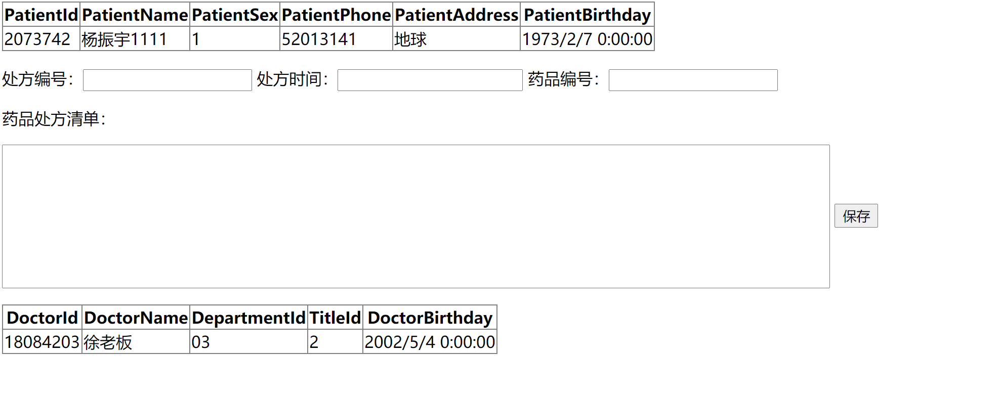 PatientId PatientName PatientSex PatientPhone PatientAddress PatientBirthday
2073742 杨振宇1111 1 52013141 地球 1973/2/7 0:00:00
处方编号： 处方时间： 药品编号：
药品处方清单：
保存
DoctorId DoctorName DepartmentId TitleId DoctorBirthday
18084203 徐老板 03 2 2002/5/4 0:00:00